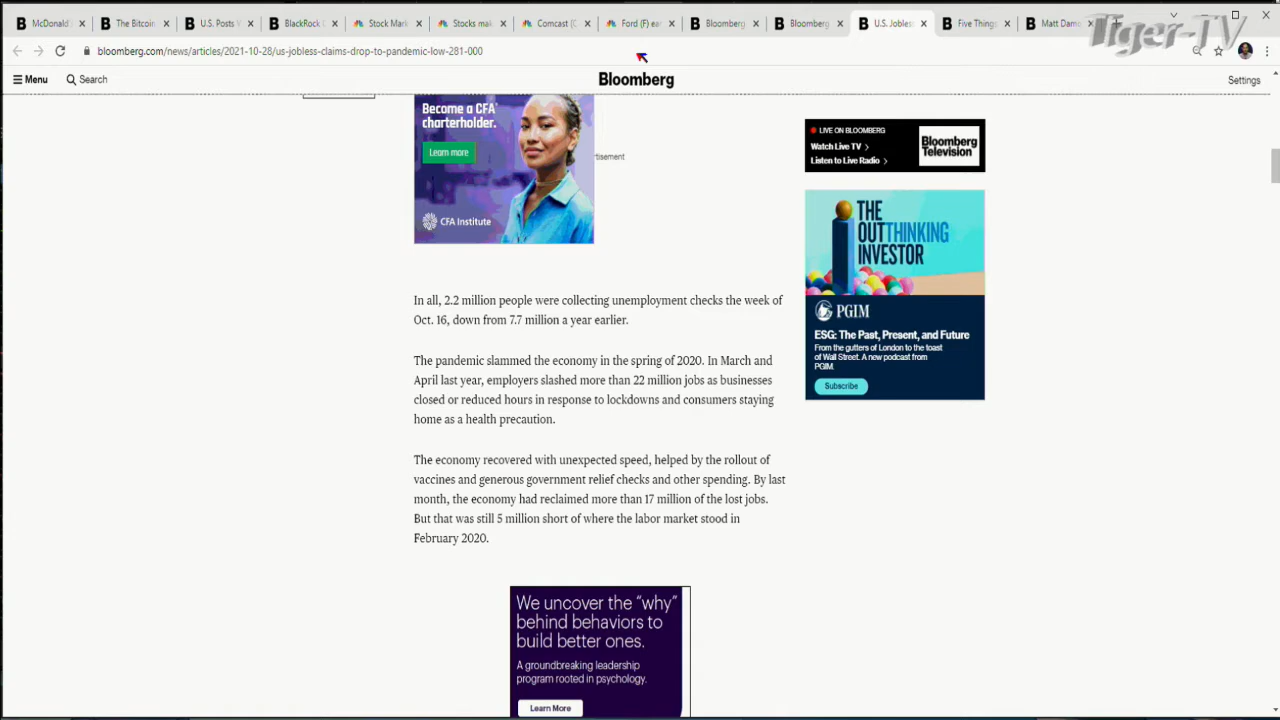 McDonald
The Bitcoin
U.S. Posts
BlackRock
Stock Mark
Stocks mak
Comcast (C
Ford (F) ea
Bloomberg
Bloomberg
U.S. Jobles
Five Things
Matt Dam
Tiger-TV
bloomberg.com/news/articles/2021-10-28/us-jobless-claims-drop-to-pandemic-low-281-000
Menu
Search
Bloomberg
Settings
Become a CFA®
charterholder.
Learn more
CFA Institute
rtisement
LIVE ON BLOOMBERG
Watch Live TV
Listen to Live Radio
Bloomberg
Television
THE
OUTTHINKING
INVESTOR
PGIM
ESG: The Past, Present, and Future
From the gutters of London to the toast
of Wall Street. A new podcast from
PGIM.
Subscribe
In all, 2.2 million people were collecting unemployment checks the week of
Oct. 16, down from 7.7 million a year earlier.
The pandemic slammed the economy in the spring of 2020. In March and
April last year, employers slashed more than 22 million jobs as businesses
closed or reduced hours in response to lockdowns and consumers staying
home as a health precaution.
The economy recovered with unexpected speed, helped by the rollout of
vaccines and generous government relief checks and other spending. By last
month, the economy had reclaimed more than 17 million of the lost jobs.
But that was still 5 million short of where the labor market stood in
February 2020.
We uncover the “why”
behind behaviors to
build better ones.
A groundbreaking leadership
program rooted in psychology.
Learn More